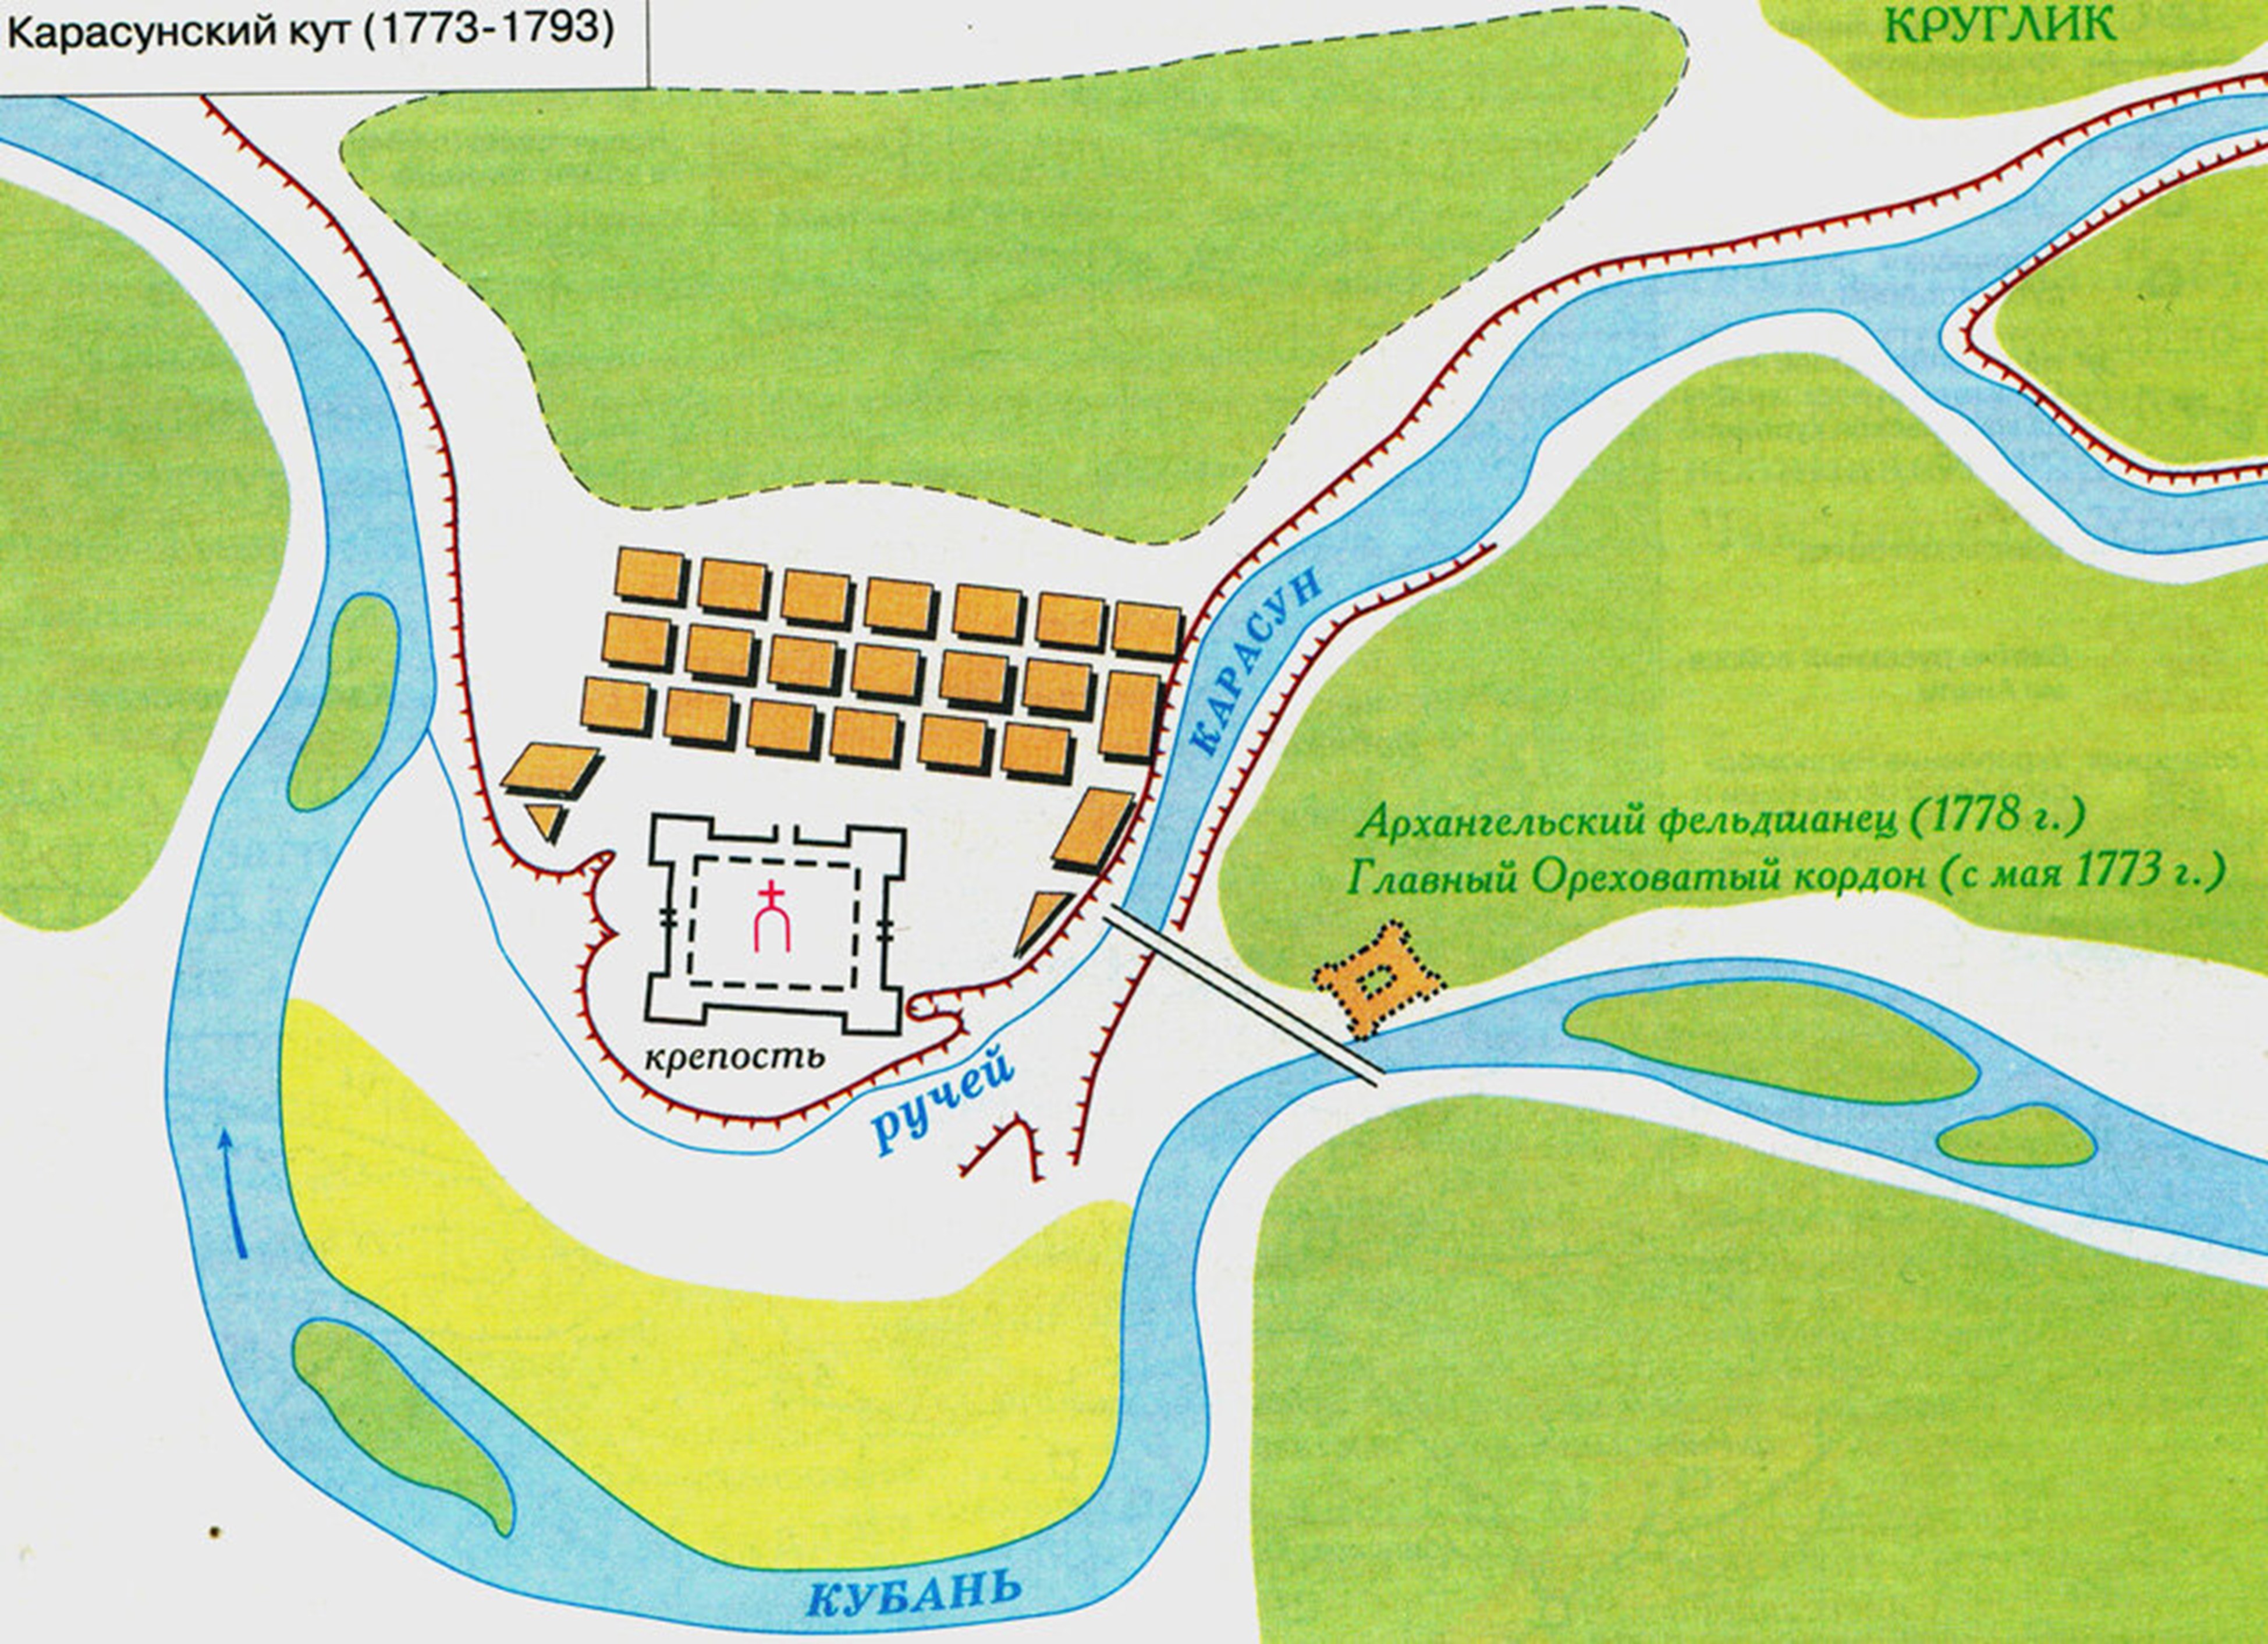 Карасунский кут (1773-1793)
КРУГЛИК
КАРАСУН
Архангельский фельдшанец (1778 г.)
Главный Ореховатый кордон (с мая 1773 г.)
крепость
ручей
КУБАНЬ